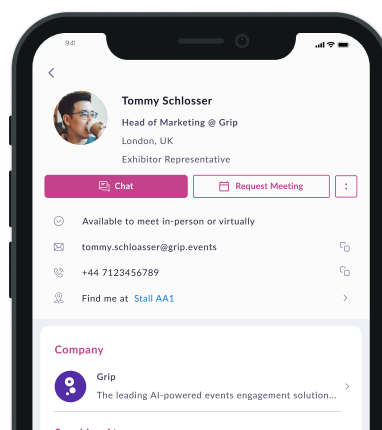 9:41
Tommy Schlosser
Head of Marketing @ Grip
London, UK
Exhibitor Representative
Chat
Request Meeting
Available to meet in-person or virtually
tommy.schloasser@grip.events
+44 7123456789
Find me at Stall AA1
Company
Grip
The leading AI-powered events engagement solution...